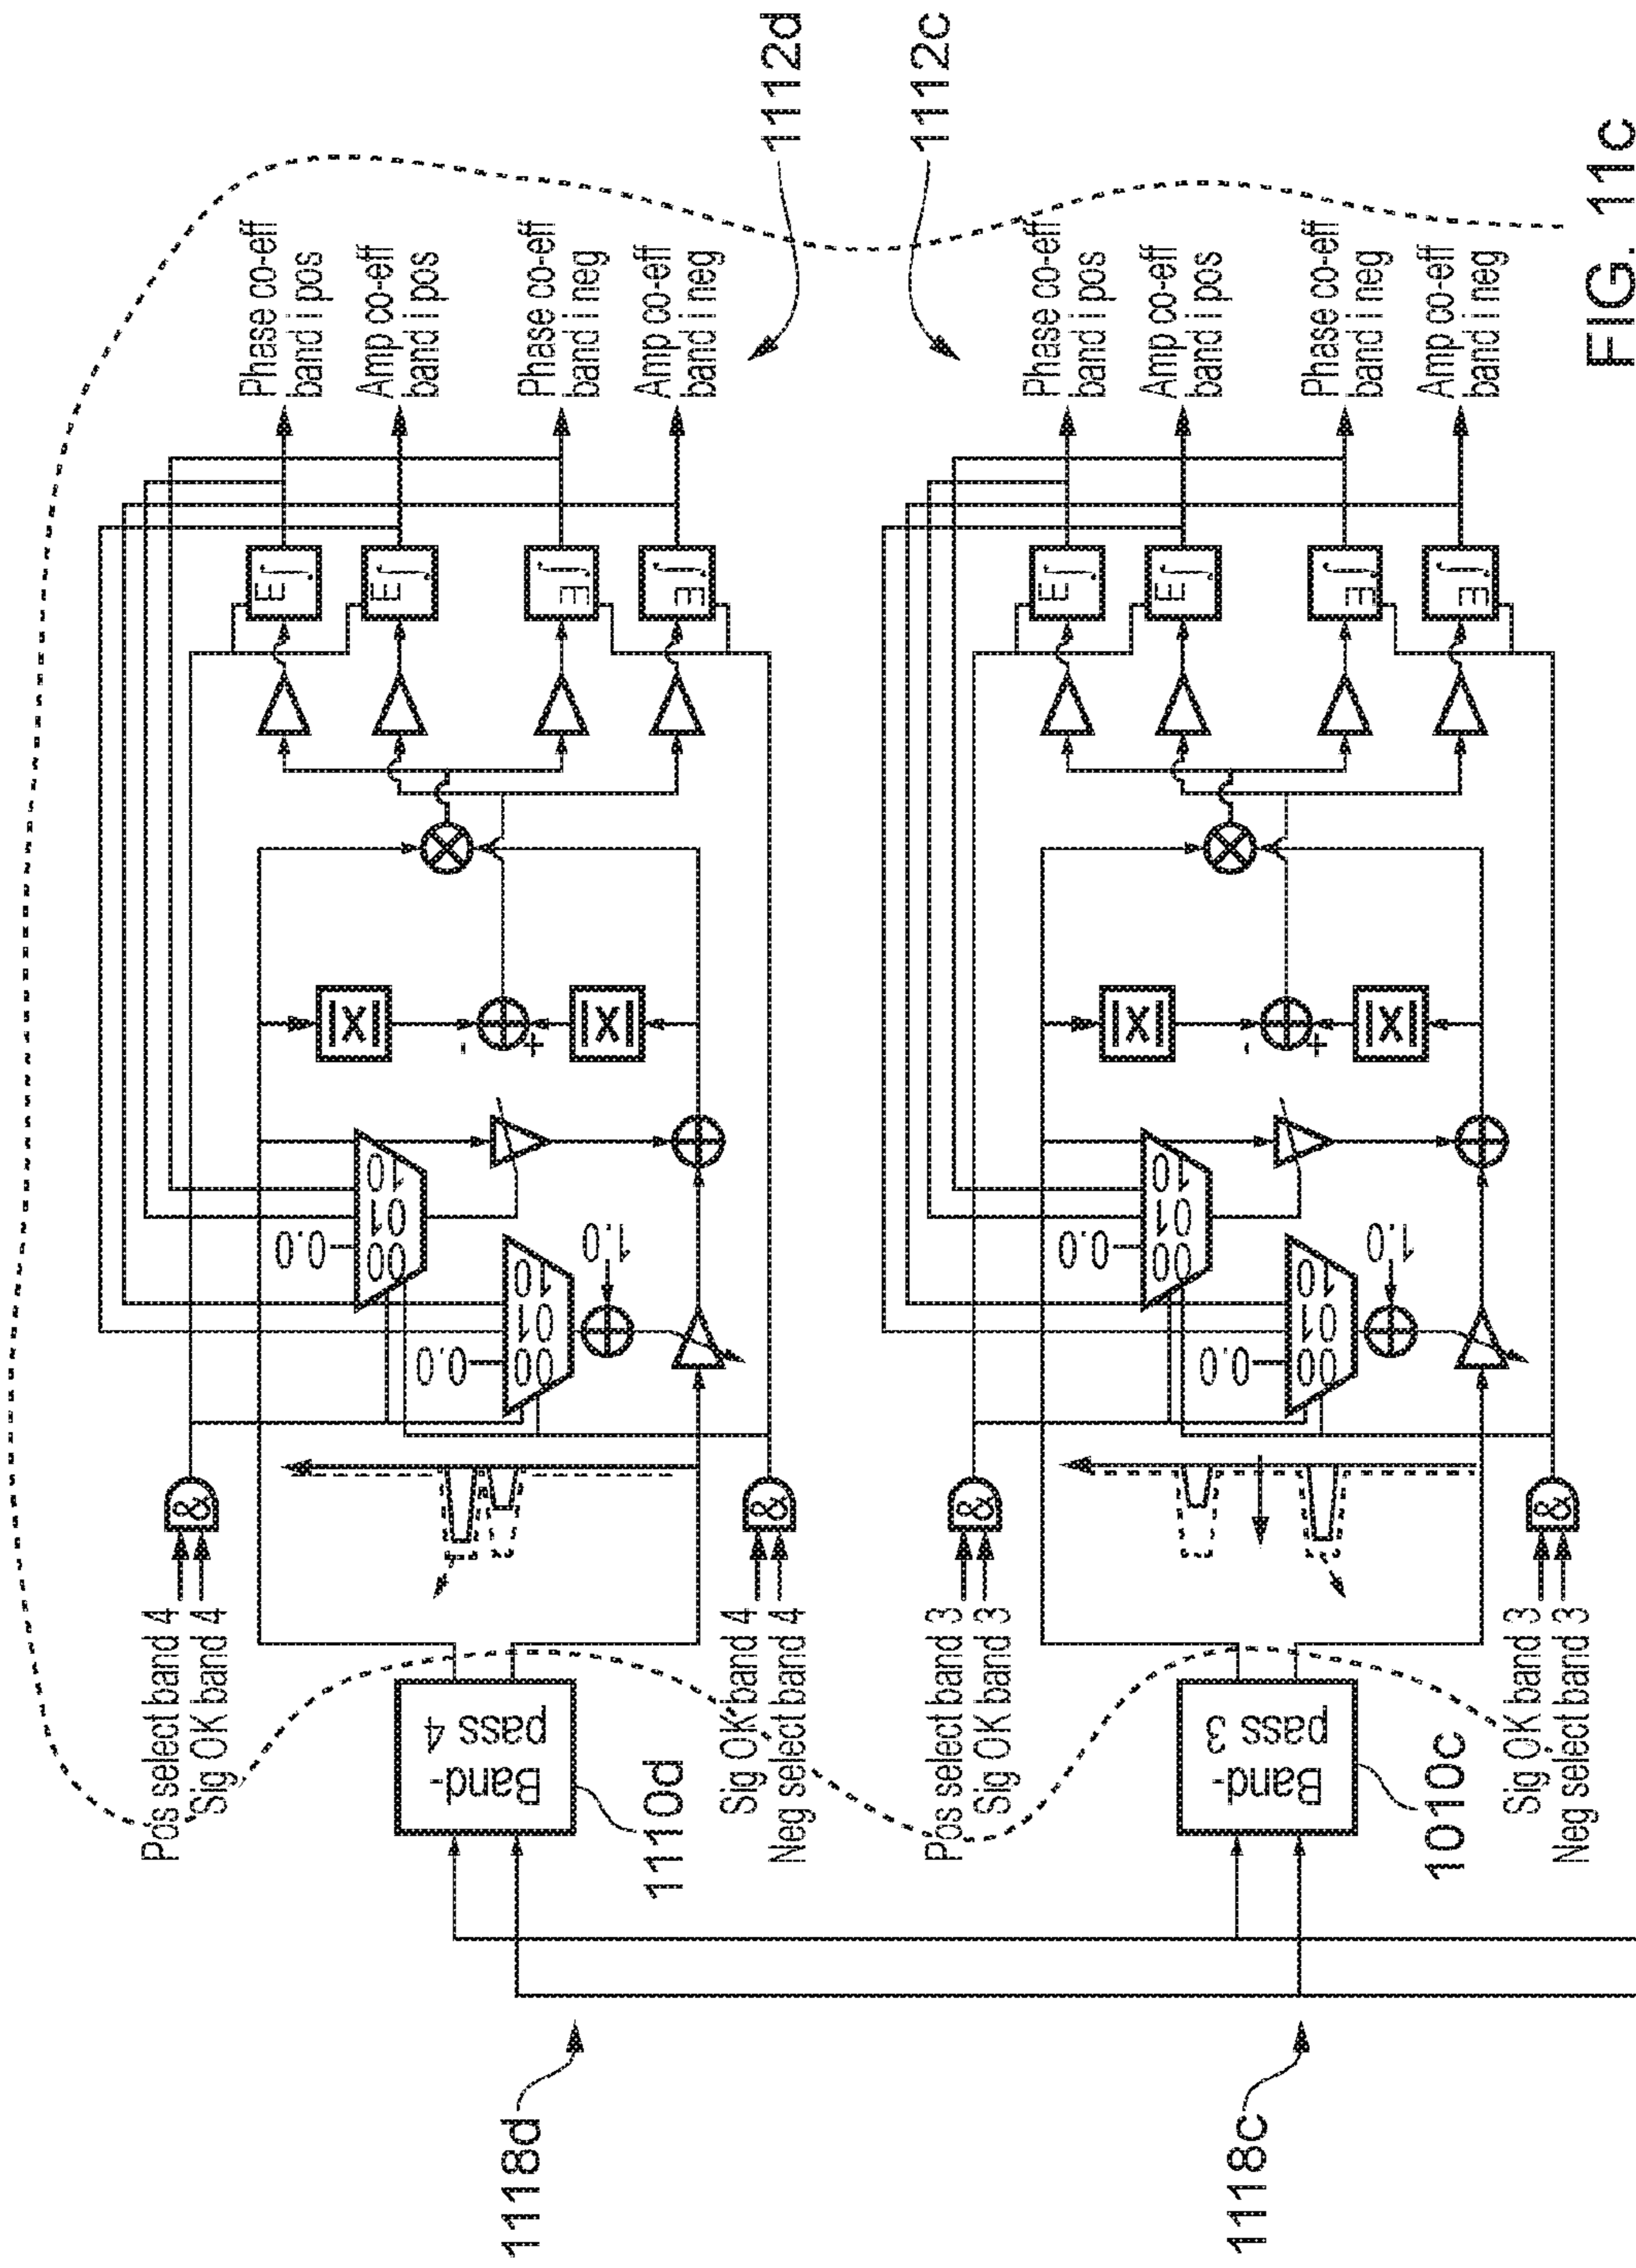 Pos select band 4
Sig OK band 4
&
0.0
00 01 10
0.0
00 01 10
1.0
|X|
-
+
|X|
E ∫
E ∫
E ∫
E ∫
Phase co-eff
band i pos
Amp co-eff
band i pos
Phase co-eff
band i neg
Amp co-eff
band i neg
Band-
pass 4
1110d
Sig OK band 4
Neg select band 4
&
1118d
1112d
Pos select band 3
Sig OK band 3
&
0.0
00 01 10
0.0
00 01 10
1.0
|X|
-
+
|X|
E ∫
E ∫
E ∫
E ∫
Phase co-eff
band i pos
Amp co-eff
band i pos
Phase co-eff
band i neg
Amp co-eff
band i neg
Band-
pass 3
1010c
Sig OK band 3
Neg select band 3
&
1118c
1112c
FIG. 11c